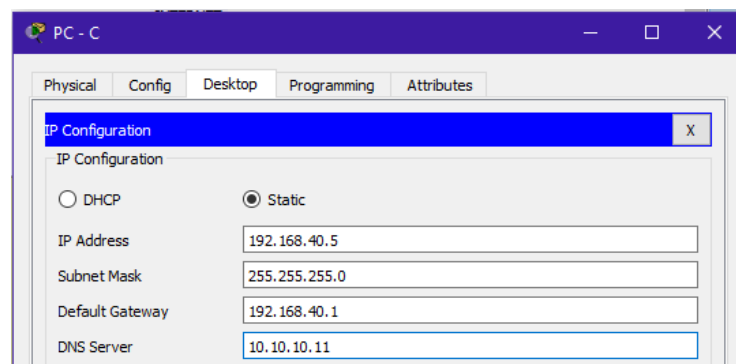 PC - C
Physical Config Desktop Programming Attributes
IP Configuration X
IP Configuration
DHCP Static
IP Address 192.168.40.5
Subnet Mask 255.255.255.0
Default Gateway 192.168.40.1
DNS Server 10.10.10.11